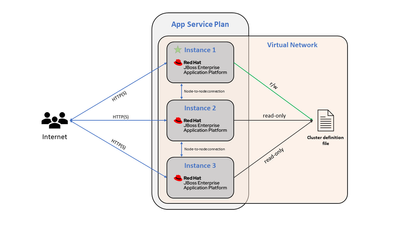 App Service Plan
Virtual Network
Instance 1
Red Hat
JBoss Enterprise
Application Platform
HTTP(S)
r/w
Node-to-node connection
Instance 2
Red Hat
JBoss Enterprise
Application Platform
HTTP(S)
read-only
Internet
Cluster definition
file
Node-to-node connection
HTTP(S)
read-only
Instance 3
Red Hat
JBoss Enterprise
Application Platform